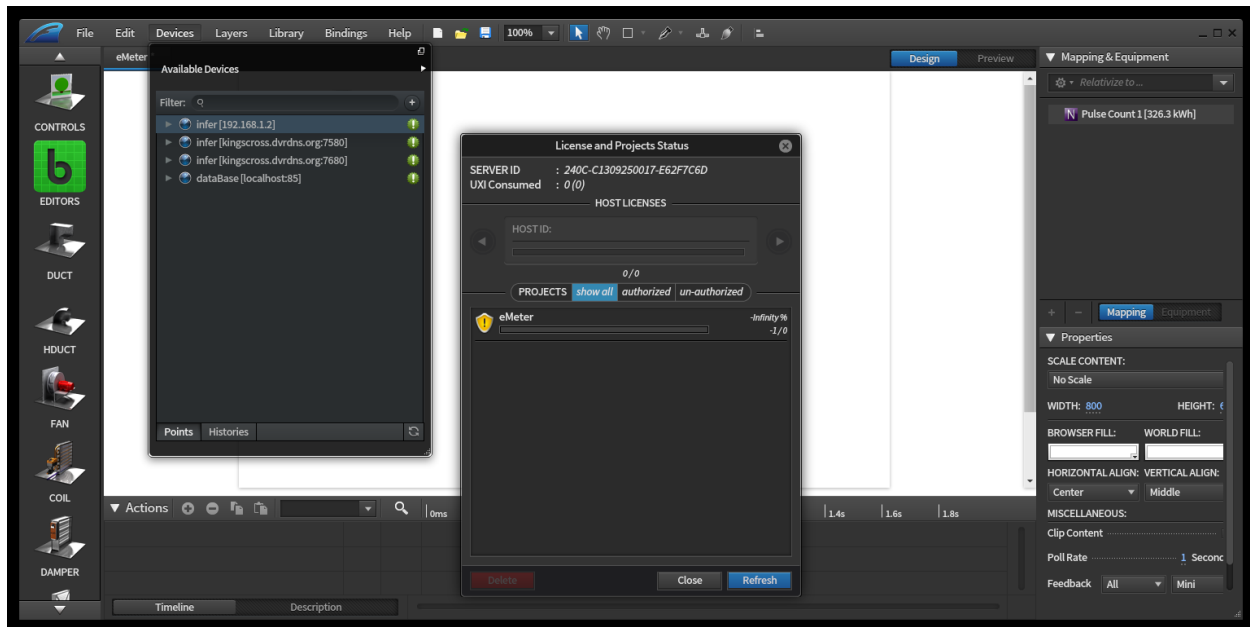 File Edit Devices Layers Library Bindings Help 100%
eMeter
Design Preview
Available Devices
Filter:
infer [192.168.1.2]
infer [kingscross.dvrdns.org:7580]
infer [kingscross.dvrdns.org:7680]
dataBase [localhost:85]
Points Histories
CONTROLS
EDITORS
DUCT
HDUCT
FAN
COIL
DAMPER
License and Projects Status
SERVER ID : 240C-C1309250017-E62F7C6D
UXI Consumed : 0 (0)
HOST LICENSES
HOST ID:
0/0
PROJECTS show all authorized un-authorized
eMeter -Infinity %
-1/0
Delete Close Refresh
Actions
0ms 1.4s 1.6s 1.8s
Timeline Description
Mapping & Equipment
Relativize to ...
N Pulse Count 1 [326.3 kWh]
Mapping Equipment
Properties
SCALE CONTENT:
No Scale
WIDTH: 800 HEIGHT:
BROWSER FILL: WORLD FILL:
HORIZONTAL ALIGN: VERTICAL ALIGN:
Center Middle
MISCELLANEOUS:
Clip Content
Poll Rate 1 Second
Feedback All Mini